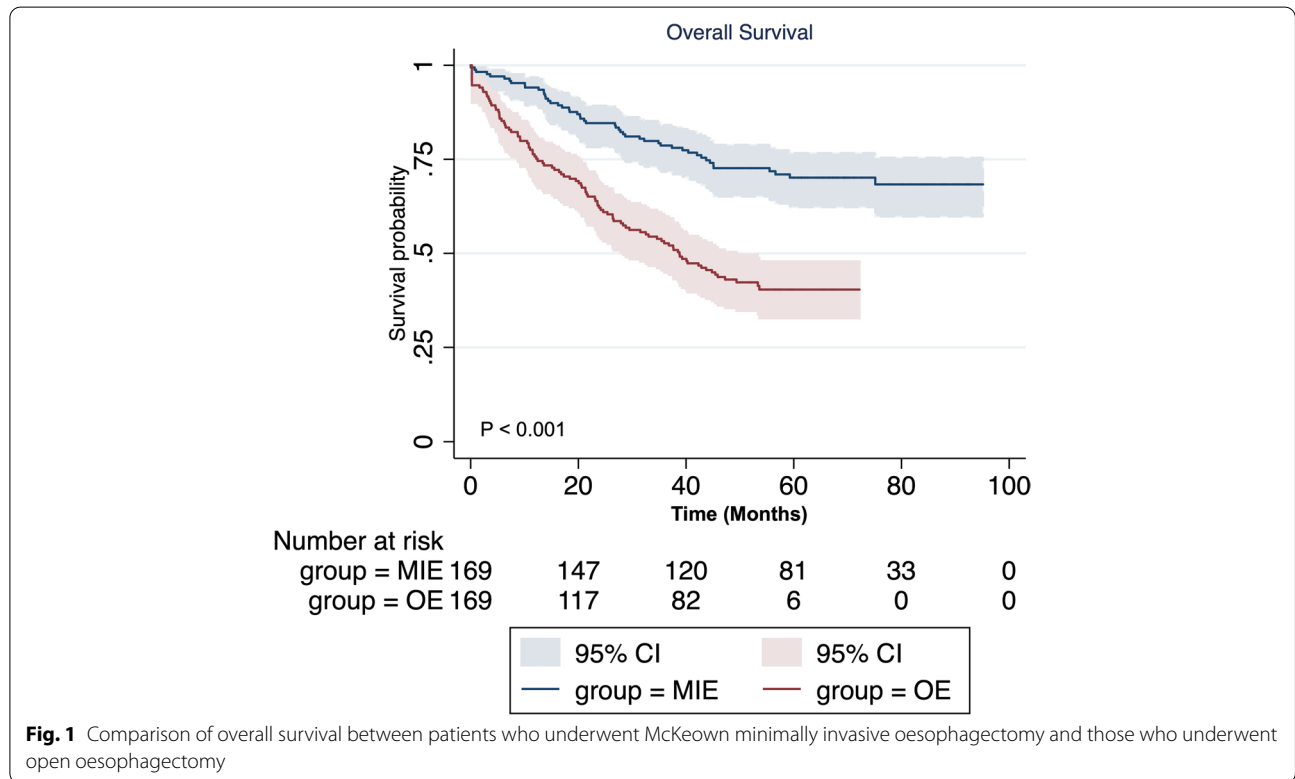 Overall Survival
1
.75
.5
.25
0
Survival probability
P < 0.001
0 20 40 60 80 100
Time (Months)
Number at risk
group = MIE 169 147 120 81 33 0
group = OE 169 117 82 6 0 0
95% CI 95% CI
group = MIE group = OE
Fig. 1 Comparison of overall survival between patients who underwent McKeown minimally invasive oesophagectomy and those who underwent
open oesophagectomy